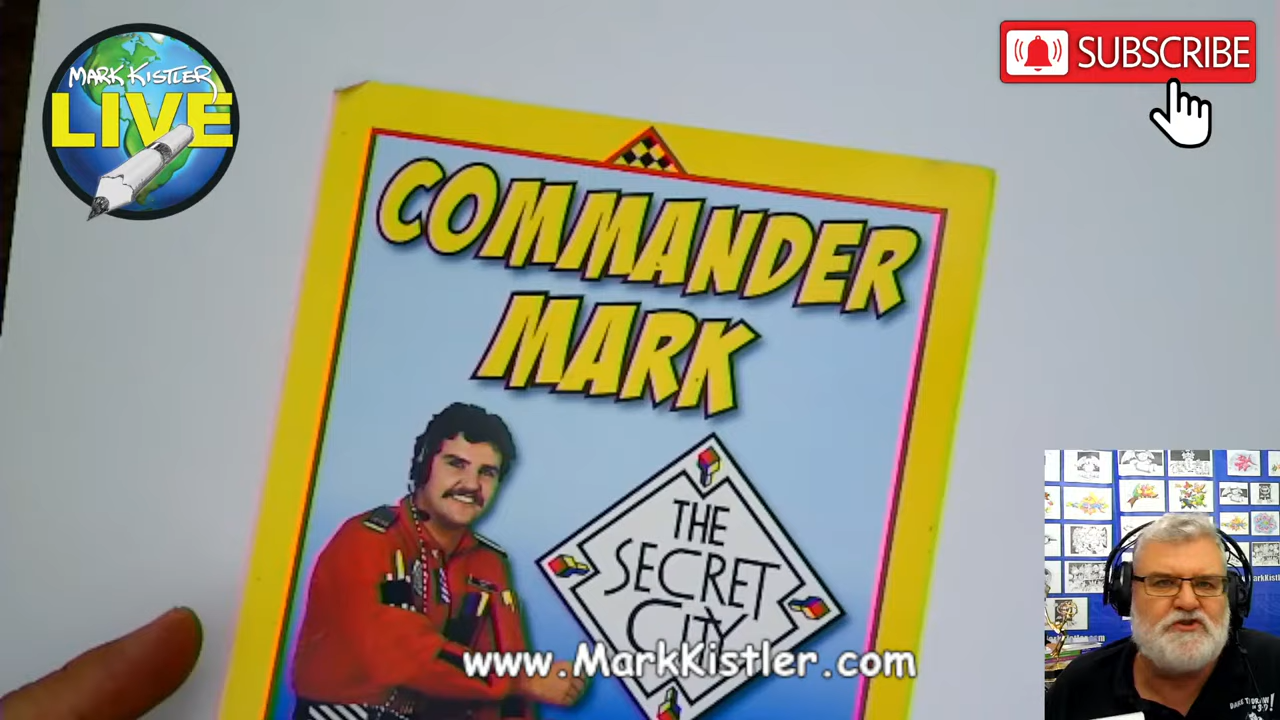 MARK KISTLER
LIVE
SUBSCRIBE
COMMANDER
MARK
THE
SECRET
CITY
www.MarkKistler.com